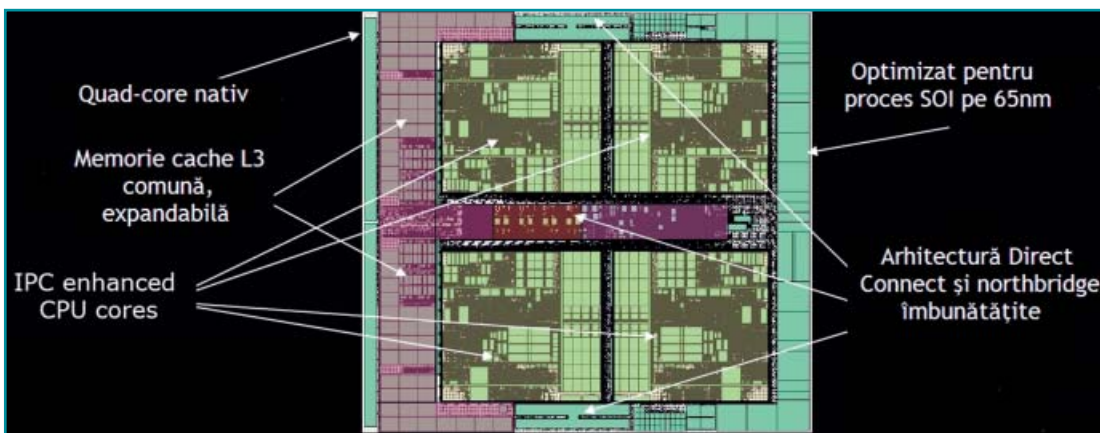 Quad-core nativ
Memorie cache L3
comună,
expandabilă
IPC enhanced
CPU cores
Optimizat pentru
proces SOI pe 65nm
Arhitectură Direct
Connect și northbridge
îmbunătăţite